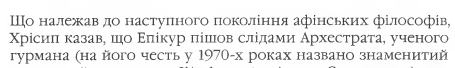 Що належав до наступного покоління афінських філософів,
Хрісип казав, що Епікур пішов слідами Архестрата, ученого
гурмана (на його честь у 1970-х роках названо знаменитий